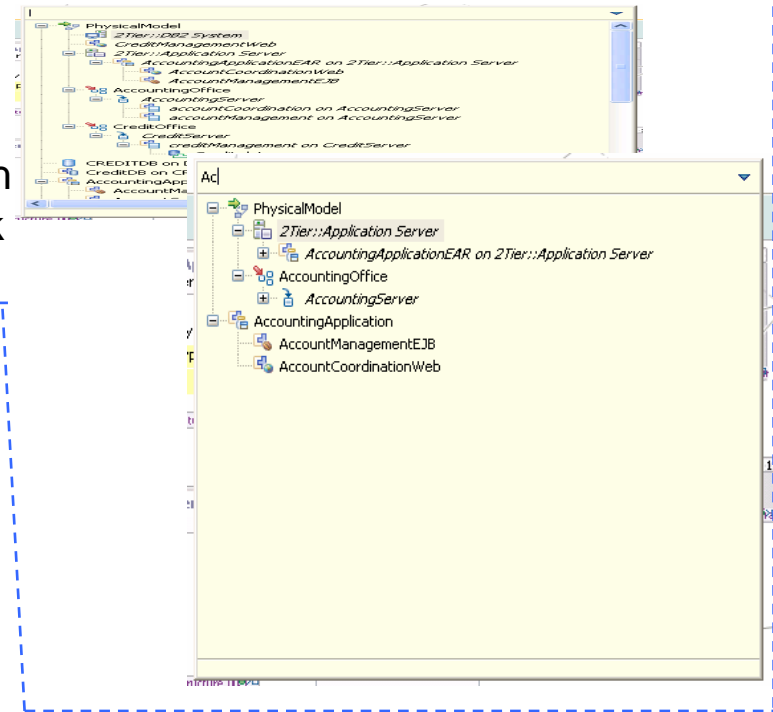 PhysicalModel
2Tier::DB2 System
CreditManagementWeb
2Tier::Application Server
AccountingApplicationEAR on 2Tier::Application Server
AccountCoordinationWeb
AccountManagementEJB
AccountingOffice
AccountingServer
accountCoordination on AccountingServer
accountManagement on AccountingServer
CreditOffice
CreditServer
creditManagement on CreditServer
CREDITDB on
CreditDB on
AccountingApp
Ac
PhysicalModel
2Tier::Application Server
AccountingApplicationEAR on 2Tier::Application Server
AccountingOffice
AccountingServer
AccountingApplication
AccountManagementEJB
AccountCoordinationWeb